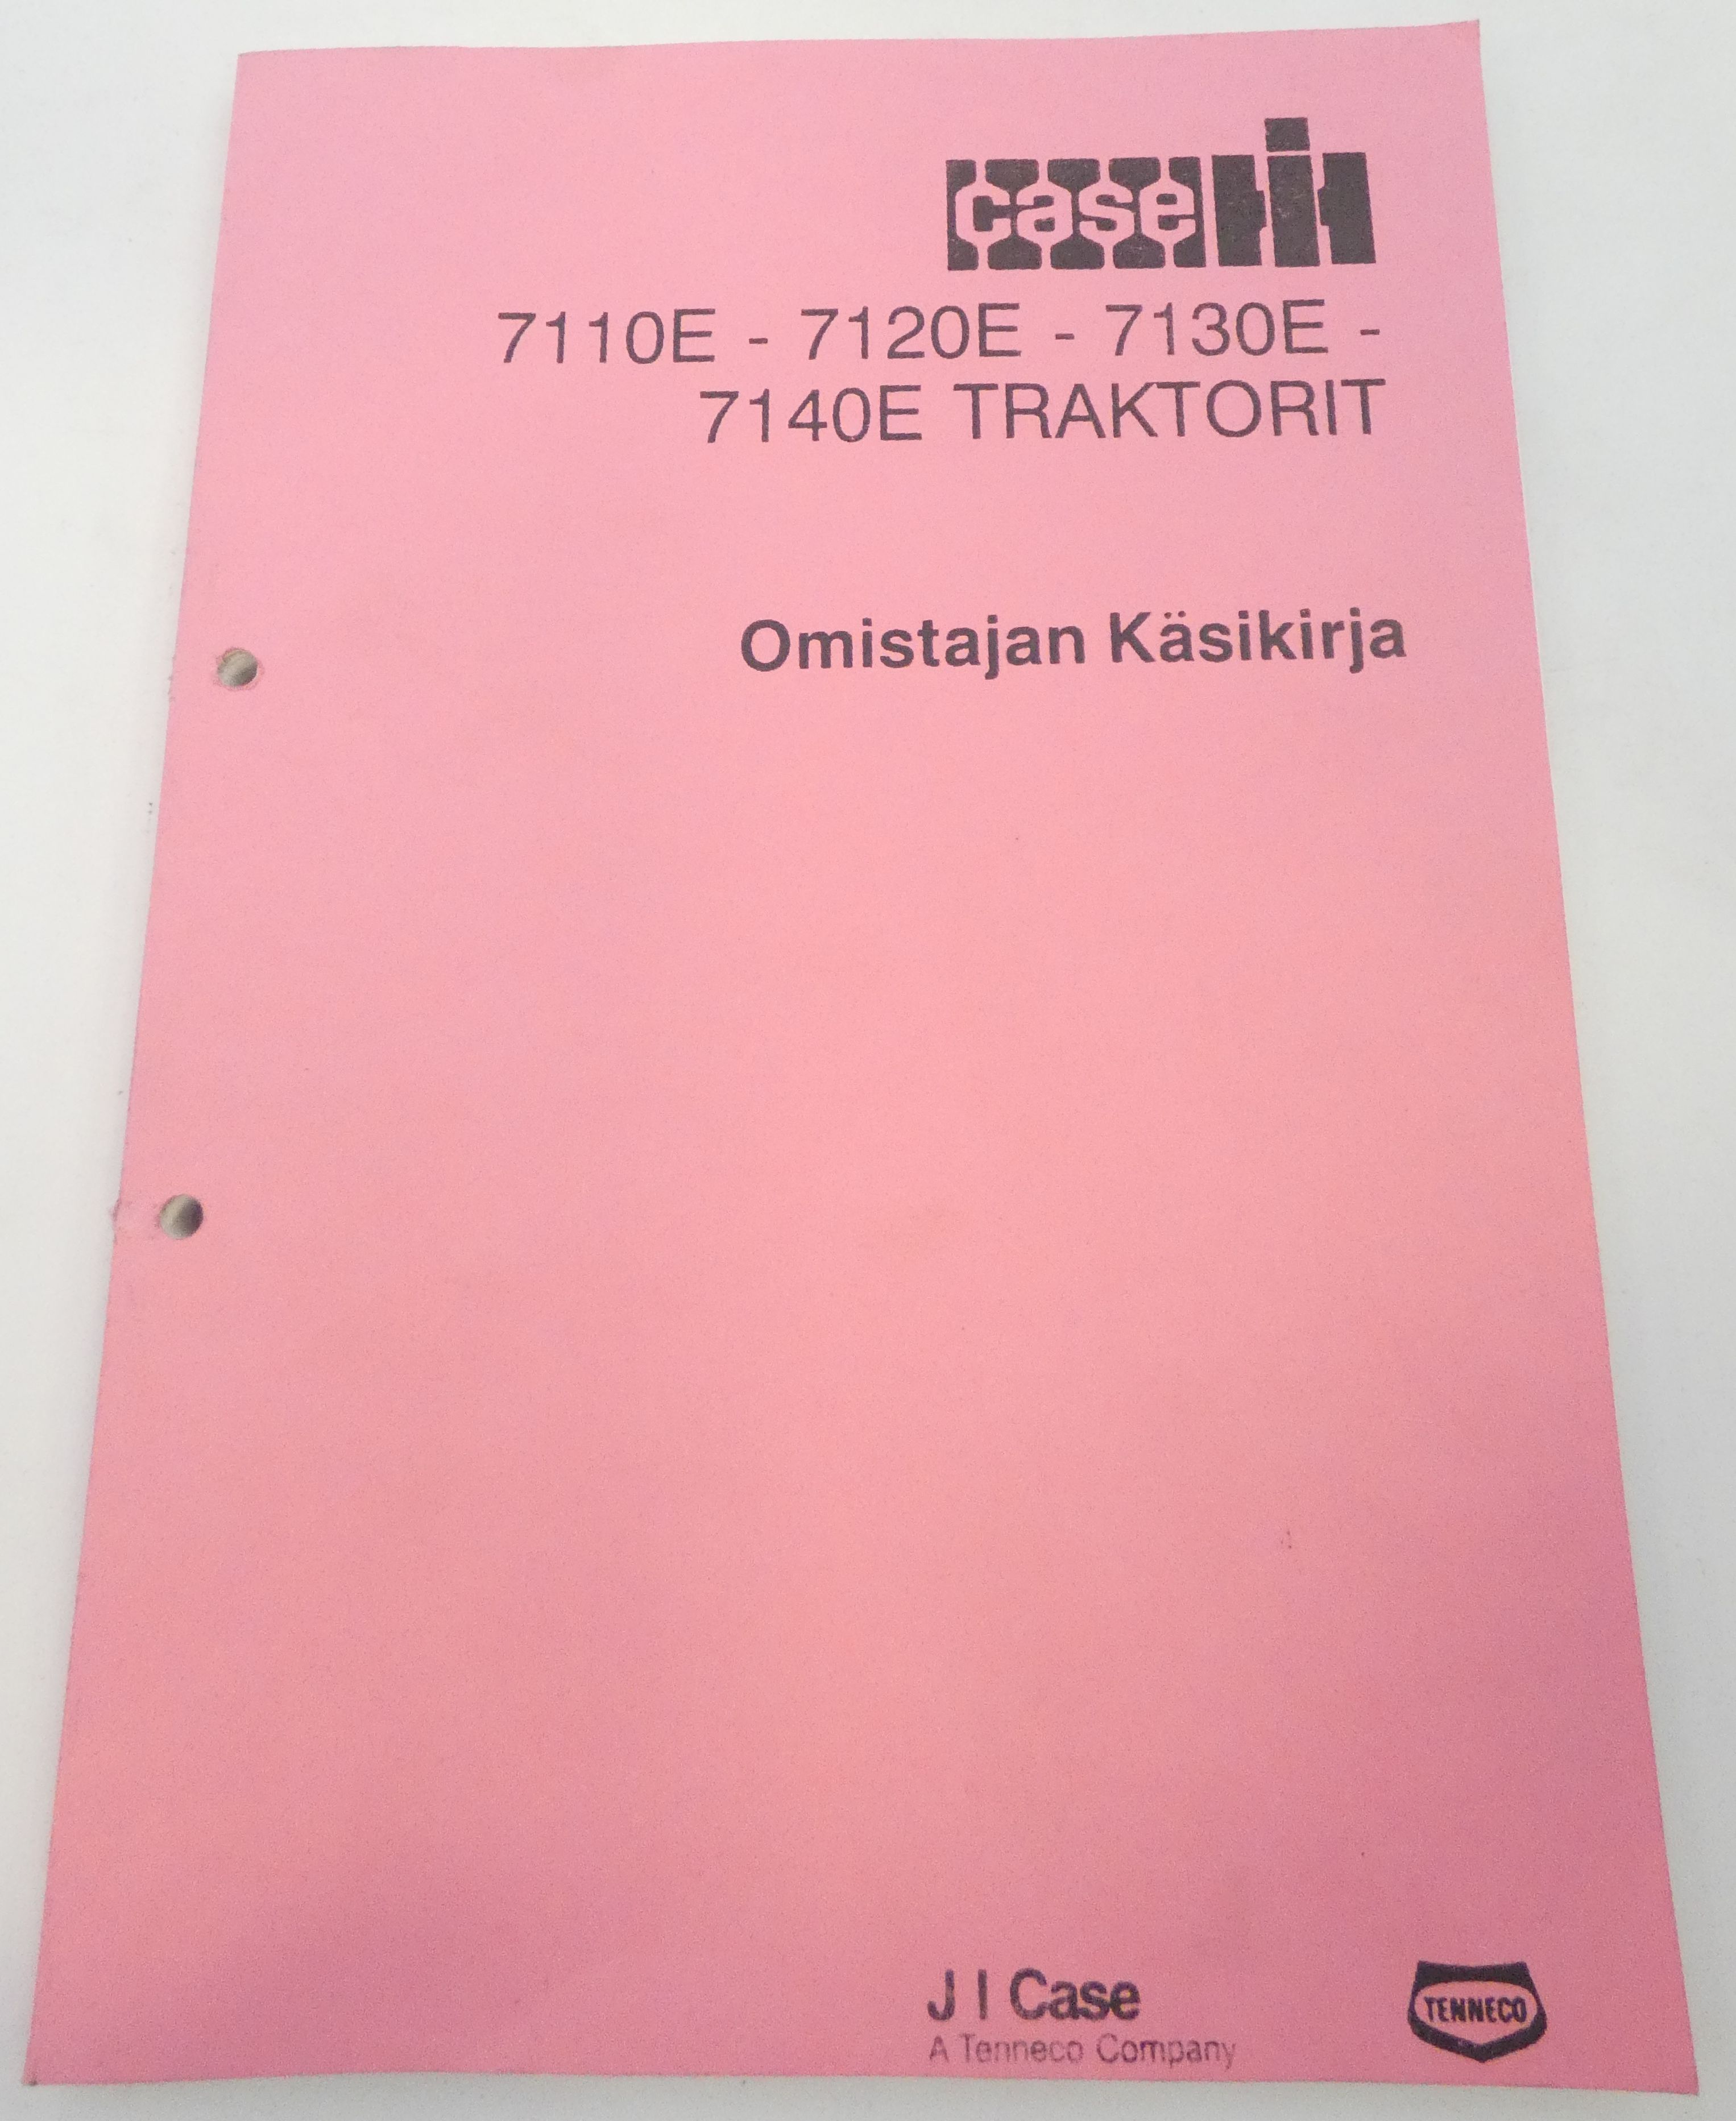 case IH
7110E - 7120E - 7130E -
7140E TRAKTORIT
Omistajan Käsikirja
J I Case
A Tenneco Company
TENNECO